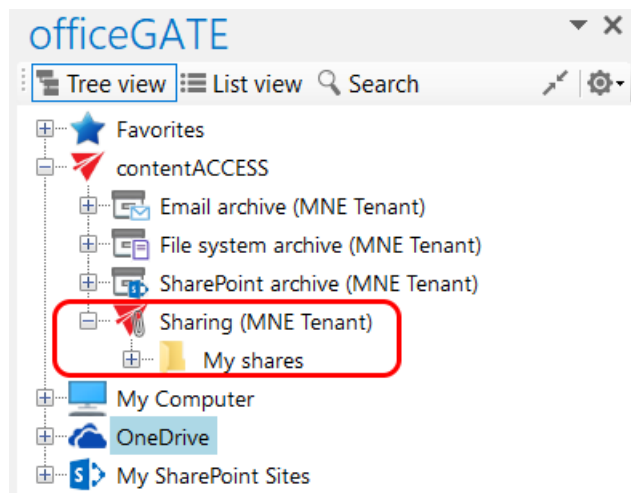 officeGATE
Tree view List view Search
Favorites
contentACCESS
Email archive (MNE Tenant)
File system archive (MNE Tenant)
SharePoint archive (MNE Tenant)
Sharing (MNE Tenant)
My shares
My Computer
OneDrive
My SharePoint Sites